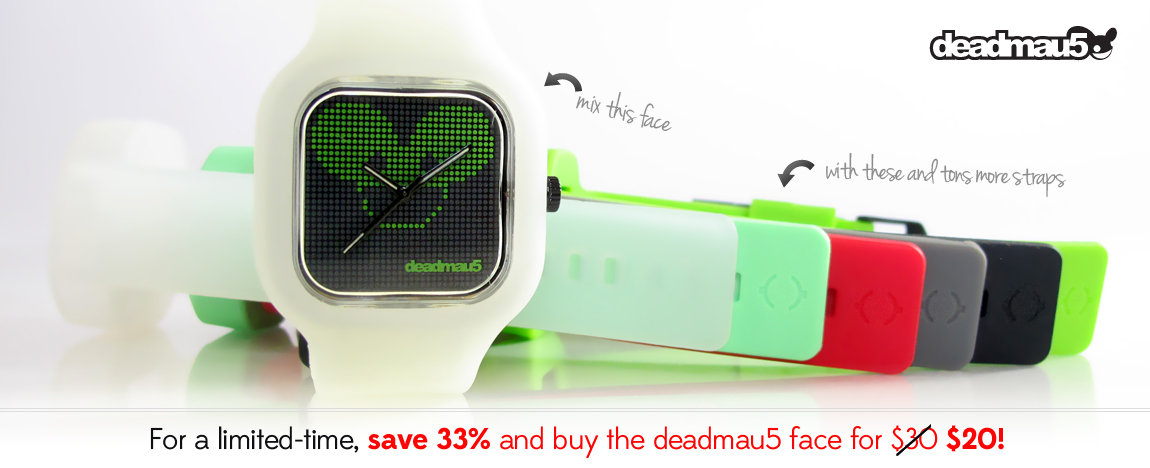 deadmau5
mix this face
with these and tons more straps
deadmau5
For a limited-time, save 33% and buy the deadmau5 face for $30 $20!